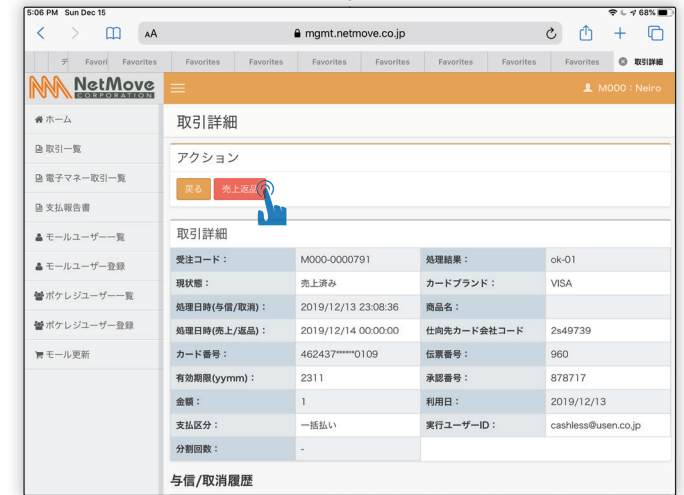 5:06 PM Sun Dec 15 68%
AA mgmt.netmove.co.jp
デ Favori Favorites Favorites Favorites Favorites Favorites Favorites Favorites Favorites 取引詳細
NetMove
CORPORATION
M000 : Neiro
ホーム
取引一覧
電子マネー取引一覧
支払報告書
モールユーザー一覧
モールユーザー登録
ポケレジユーザー一覧
ポケレジユーザー登録
モール更新
取引詳細
アクション
戻る 売上返品
取引詳細
受注コード: M000-0000791 処理結果: ok-01
現状態: 売上済み カードブランド: VISA
処理日時(与信/取消): 2019/12/13 23:08:36 商品名:
処理日時(売上/返品): 2019/12/14 00:00:00 仕向先カード会社コード 2s49739
カード番号: 462437*****0109 伝票番号: 960
有効期限(yymm): 2311 承認番号: 878717
金額: 1 利用日: 2019/12/13
支払区分: 一括払い 実行ユーザーID: cashless@usen.co.jp
分割回数: -
与信/取消履歴